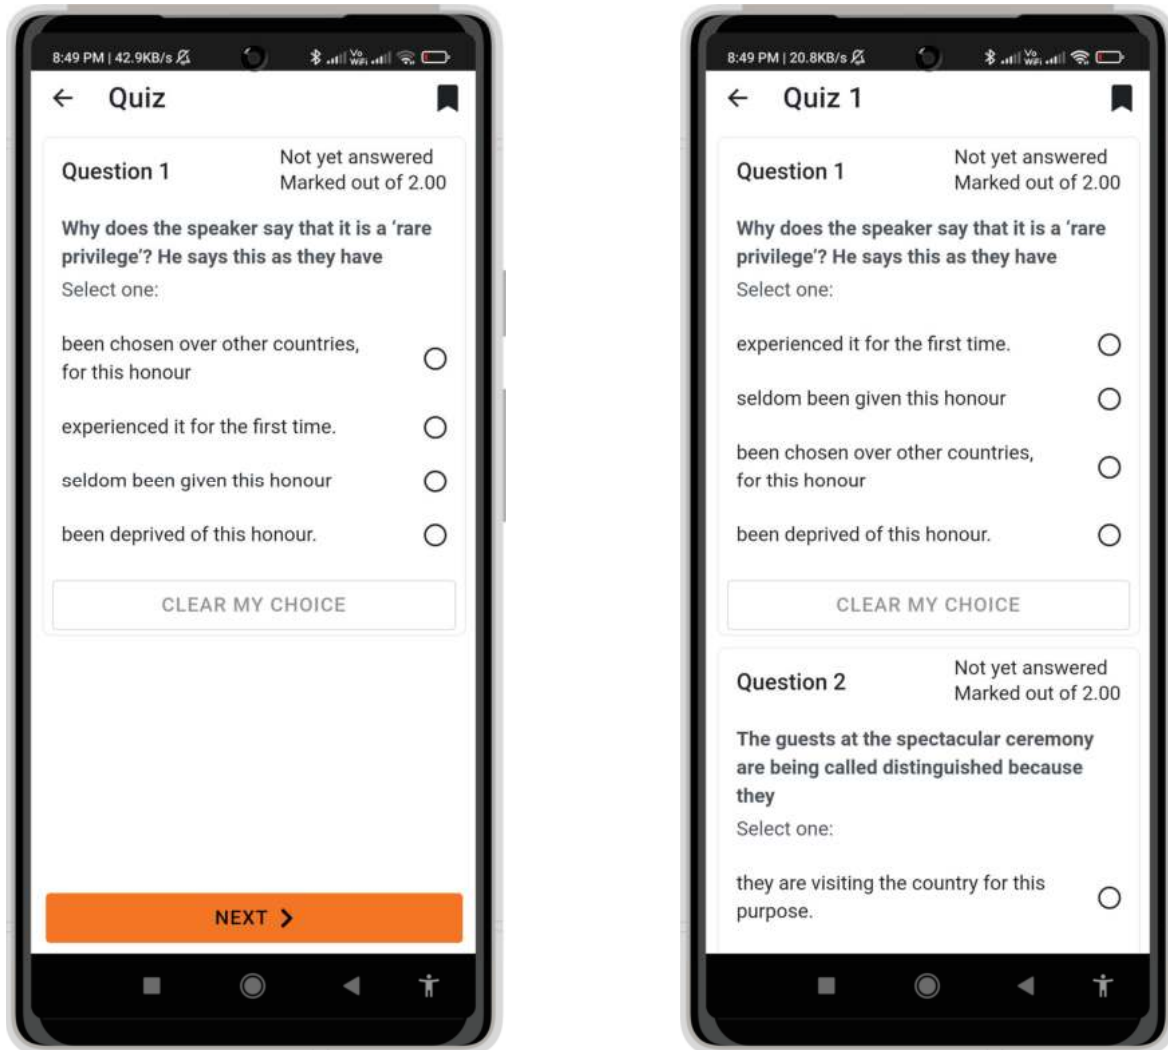 8:49 PM | 42.9KB/s
Vo
WiFi
Quiz
Question 1
Not yet answered
Marked out of 2.00
Why does the speaker say that it is a ‘rare
privilege’? He says this as they have
Select one:
been chosen over other countries,
for this honour
experienced it for the first time.
seldom been given this honour
been deprived of this honour.
CLEAR MY CHOICE
NEXT
8:49 PM | 20.8KB/s
Vo
WiFi
Quiz 1
Question 1
Not yet answered
Marked out of 2.00
Why does the speaker say that it is a ‘rare
privilege’? He says this as they have
Select one:
experienced it for the first time.
seldom been given this honour
been chosen over other countries,
for this honour
been deprived of this honour.
CLEAR MY CHOICE
Question 2
Not yet answered
Marked out of 2.00
The guests at the spectacular ceremony
are being called distinguished because
they
Select one:
they are visiting the country for this
purpose.